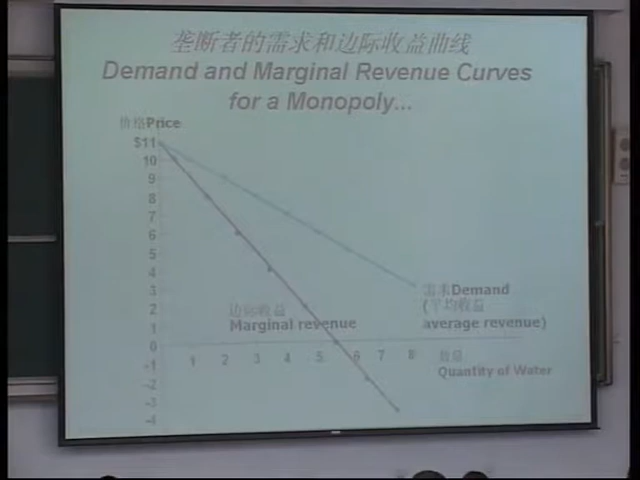 垄断者的需求和边际收益曲线
Demand and Marginal Revenue Curves
for a Monopoly...
价格Price
$11
10
9
8
7
6
5
4
3
2
1
0
-1
-2
-3
-4
需求Demand
(平均收益
average revenue)
边际收益
Marginal revenue
1 2 3 4 5 6 7 8
数量
Quantity of Water